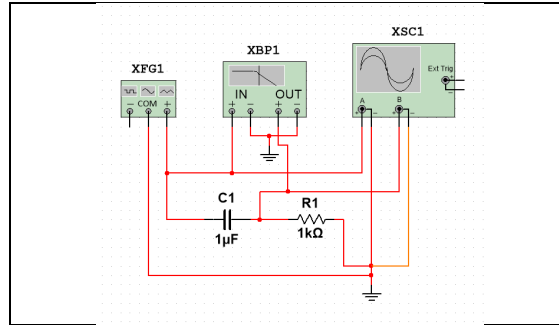 XFG1
COM
XBP1
IN OUT
XSC1
Ext Trig
A B
C1
1µF
R1
1kΩ